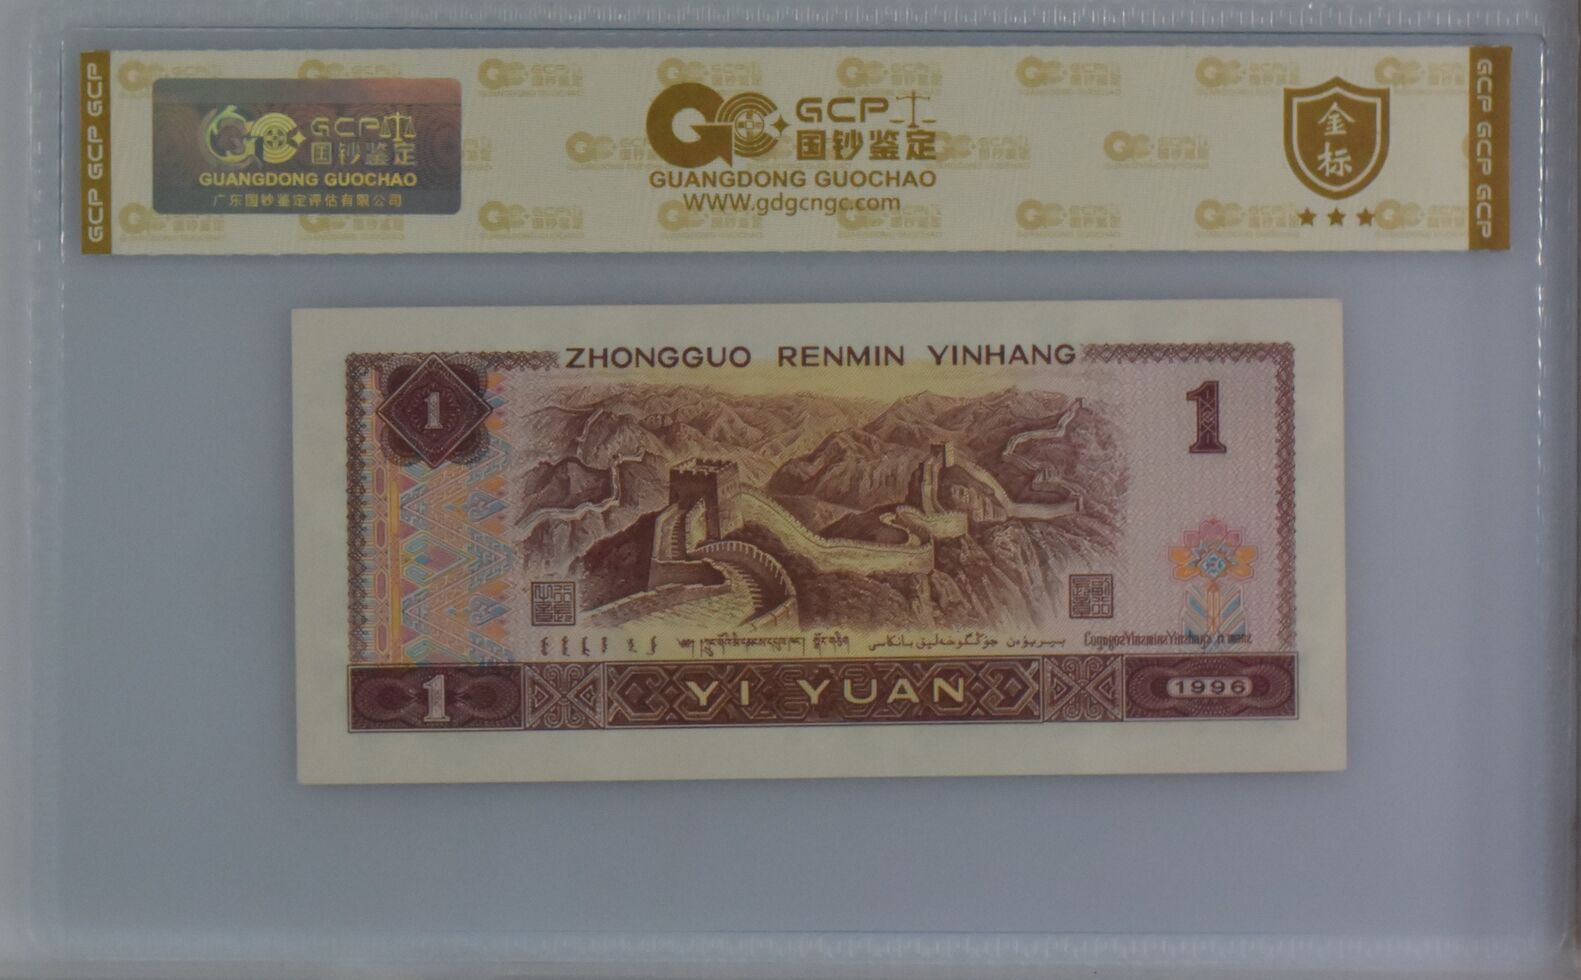 GCP GCP GCP
GCP
国钞鉴定
GUANGDONG GUOCHAO
广东国钞鉴定评估有限公司
GCP
国钞鉴定
GUANGDONG GUOCHAO
WWW.gdgcngc.com
金
标
GCP GCP GCP
ZHONGGUO RENMIN YINHANG
1
1
1
YI YUAN
1996